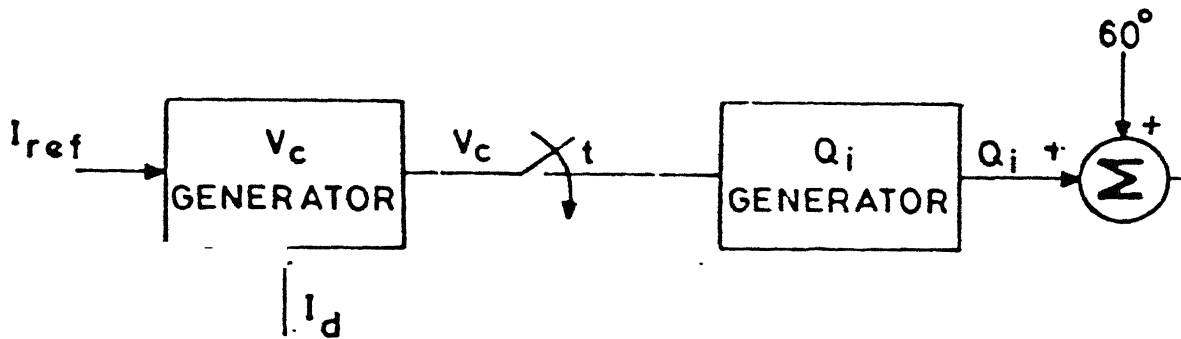 60°
I_ref
V_c
GENERATOR
V_c
t
Q_i
GENERATOR
Q_i
+
+
Σ
I_d